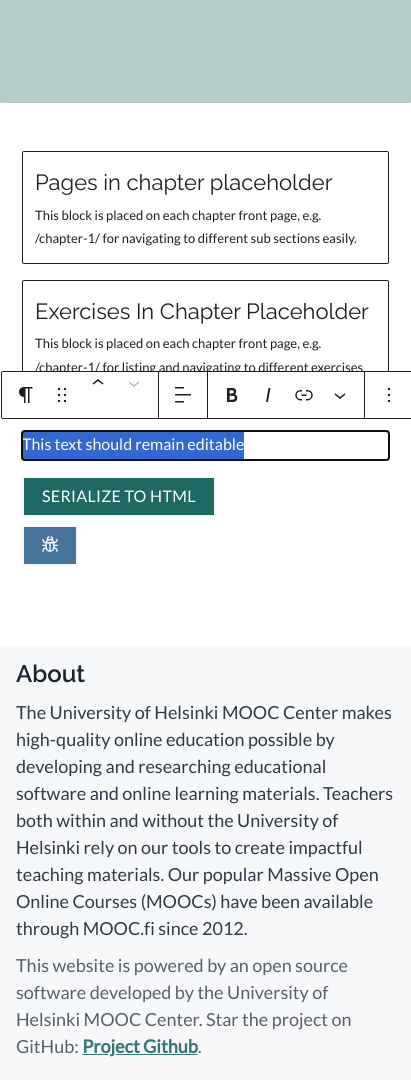 Pages in chapter placeholder
This block is placed on each chapter front page, e.g.
/chapter-1/ for navigating to different sub sections easily.
Exercises In Chapter Placeholder
This block is placed on each chapter front page, e.g.
/chapter-1/ for listing and navigating to different exercises
B I
This text should remain editable
SERIALIZE TO HTML
About
The University of Helsinki MOOC Center makes
high-quality online education possible by
developing and researching educational
software and online learning materials. Teachers
both within and without the University of
Helsinki rely on our tools to create impactful
teaching materials. Our popular Massive Open
Online Courses (MOOCs) have been available
through MOOC.fi since 2012.
This website is powered by an open source
software developed by the University of
Helsinki MOOC Center. Star the project on
GitHub: Project Github.